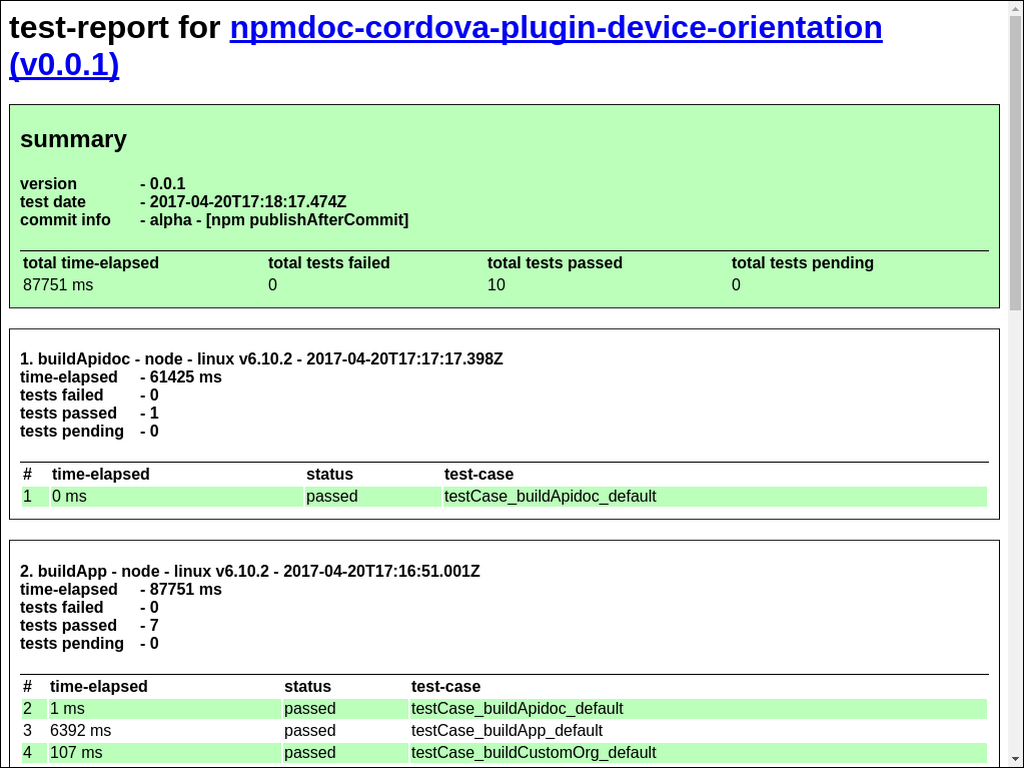 test-report for npmdoc-cordova-plugin-device-orientation
(v0.0.1)
summary
version - 0.0.1
test date - 2017-04-20T17:18:17.474Z
commit info - alpha - [npm publishAfterCommit]
total time-elapsed total tests failed total tests passed total tests pending
87751 ms 0 10 0
1. buildApidoc - node - linux v6.10.2 - 2017-04-20T17:17:17.398Z
time-elapsed - 61425 ms
tests failed - 0
tests passed - 1
tests pending - 0
# time-elapsed status test-case
1 0 ms passed testCase_buildApidoc_default
2. buildApp - node - linux v6.10.2 - 2017-04-20T17:16:51.001Z
time-elapsed - 87751 ms
tests failed - 0
tests passed - 7
tests pending - 0
# time-elapsed status test-case
2 1 ms passed testCase_buildApidoc_default
3 6392 ms passed testCase_buildApp_default
4 107 ms passed testCase_buildCustomOrg_default